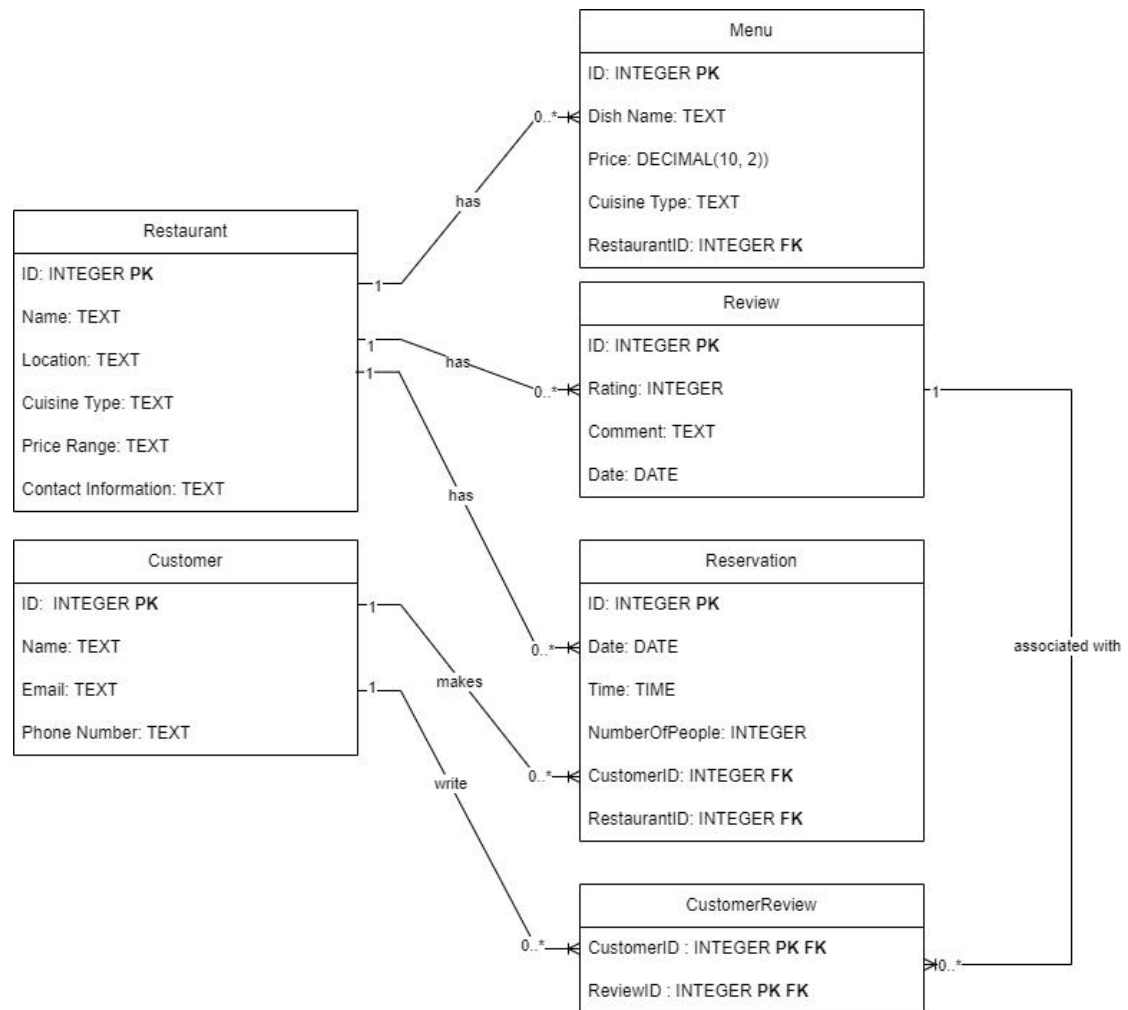 Menu
ID: INTEGER PK
Dish Name: TEXT
Price: DECIMAL(10, 2))
Cuisine Type: TEXT
RestaurantID: INTEGER FK
0..*
has
1
Restaurant
ID: INTEGER PK
Name: TEXT
Location: TEXT
Cuisine Type: TEXT
Price Range: TEXT
Contact Information: TEXT
1
has
0..*
Review
ID: INTEGER PK
Rating: INTEGER
Comment: TEXT
Date: DATE
1
has
0..*
1
associated with
0..*
Customer
ID: INTEGER PK
Name: TEXT
Email: TEXT
Phone Number: TEXT
1
makes
0..*
1
write
0..*
Reservation
ID: INTEGER PK
Date: DATE
Time: TIME
NumberOfPeople: INTEGER
CustomerID: INTEGER FK
RestaurantID: INTEGER FK
CustomerReview
CustomerID : INTEGER PK FK
ReviewID : INTEGER PK FK